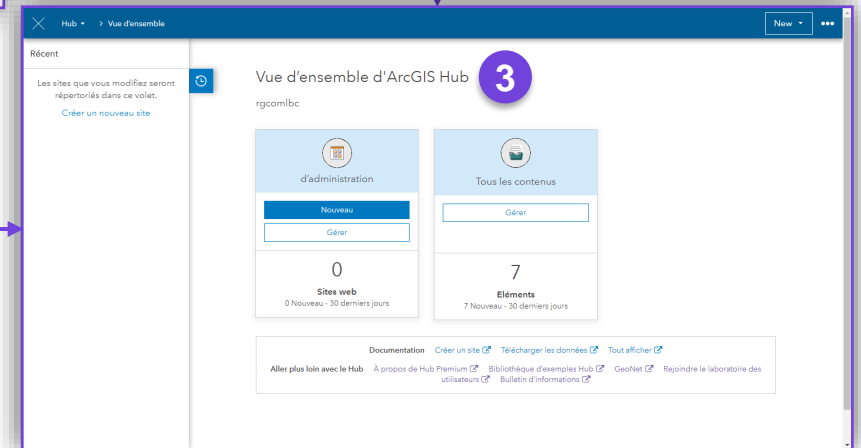 Hub > Vue d'ensemble
New
Récent
Les sites que vous modifiez seront
répertoriés dans ce volet.
Créer un nouveau site
Vue d’ensemble d'ArcGIS Hub
3
rgcomlbc
d'administration
Nouveau
Gérer
0
Sites web
0 Nouveau - 30 derniers jours
Tous les contenus
Gérer
7
Eléments
7 Nouveau - 30 derniers jours
Documentation Créer un site Télécharger les données Tout afficher
Aller plus loin avec le Hub À propos de Hub Premium Bibliothèque d'exemples Hub GeoNet Rejoindre le laboratoire des
utilisateurs Bulletin d'informations